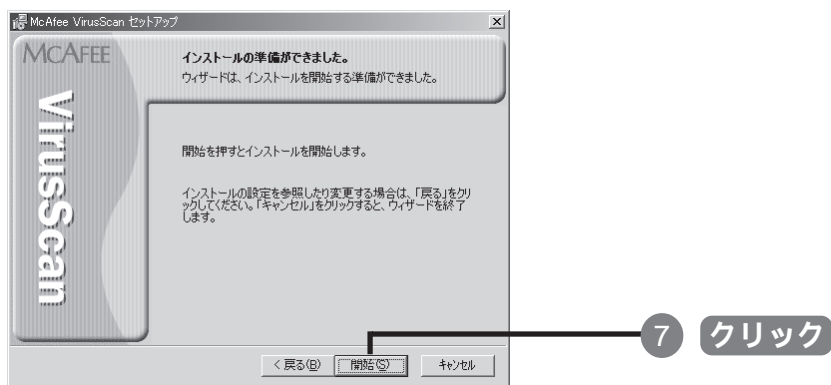 McAfee VirusScan セットアップ
MCAFEE
VirusScan
インストールの準備ができました。
ウィザードは、インストールを開始する準備ができました。
開始を押すとインストールを開始します。
インストールの設定を参照したり変更する場合は、「戻る」をクリ
ックしてください。「キャンセル」をクリックすると、ウィザードを終了
します。
< 戻る(B)
開始(S)
キャンセル
7 クリック